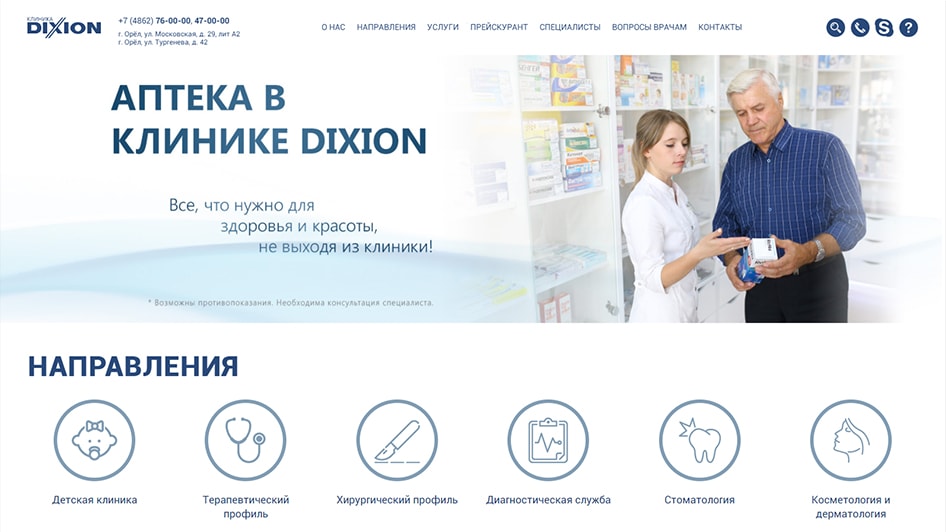 КЛИНИКА
DIXION
+7 (4862) 76-00-00, 47-00-00
г. Орёл, ул. Московская, д. 29, лит А2
г. Орёл, ул. Тургенева, д. 42
О НАС НАПРАВЛЕНИЯ УСЛУГИ ПРЕЙСКУРАНТ СПЕЦИАЛИСТЫ ВОПРОСЫ ВРАЧАМ КОНТАКТЫ
АПТЕКА В
КЛИНИКЕ DIXION
Все, что нужно для
здоровья и красоты,
не выходя из клиники!
* Возможны противопоказания. Необходима консультация специалиста.
НАПРАВЛЕНИЯ
Детская клиника
Терапевтический
профиль
Хирургический профиль
Диагностическая служба
Стоматология
Косметология и
дерматология